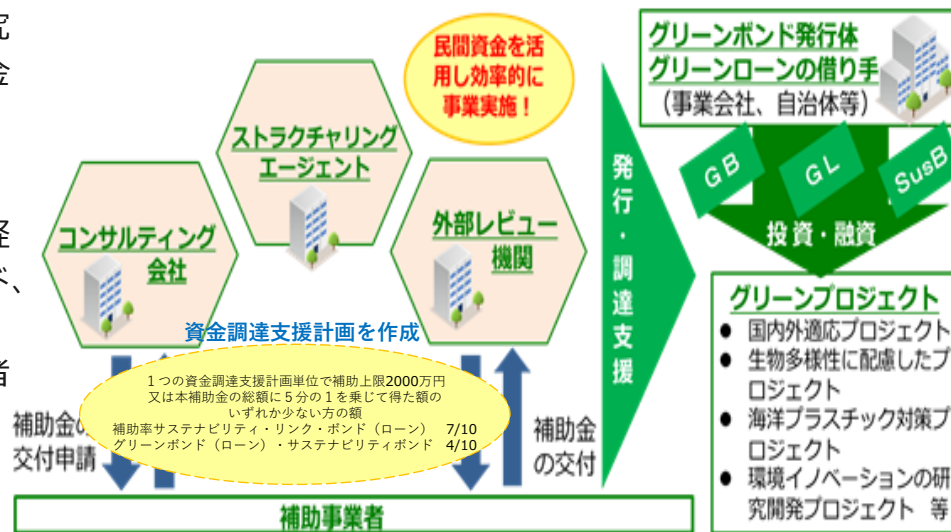 究
金
経
ド、
者
民間資金を活
用し効率的に
事業実施！
ストラクチャリング
エージェント
コンサルティング
会社
外部レビュー
機関
資金調達支援計画を作成
１つの資金調達支援計画単位で補助上限2000万円
又は本補助金の総額に５分の１を乗じて得た額の
いずれか少ない方の額
補助率サステナビリティ・リンク・ボンド（ローン） 7/10
グリーンボンド（ローン）・サステナビリティボンド 4/10
補助金の
交付申請
補助金
の交付
補助事業者
発行・調達支援
グリーンボンド発行体
グリーンローンの借り手
（事業会社、自治体等）
GB
GL
SusB
投資・融資
グリーンプロジェクト
● 国内外適応プロジェクト
● 生物多様性に配慮したプ
ロジェクト
● 海洋プラスチック対策プ
ロジェクト
● 環境イノベーションの研
究開発プロジェクト 等